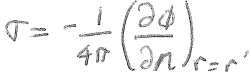 σ = - 1/4π (∂φ/∂n)_{r=r'}